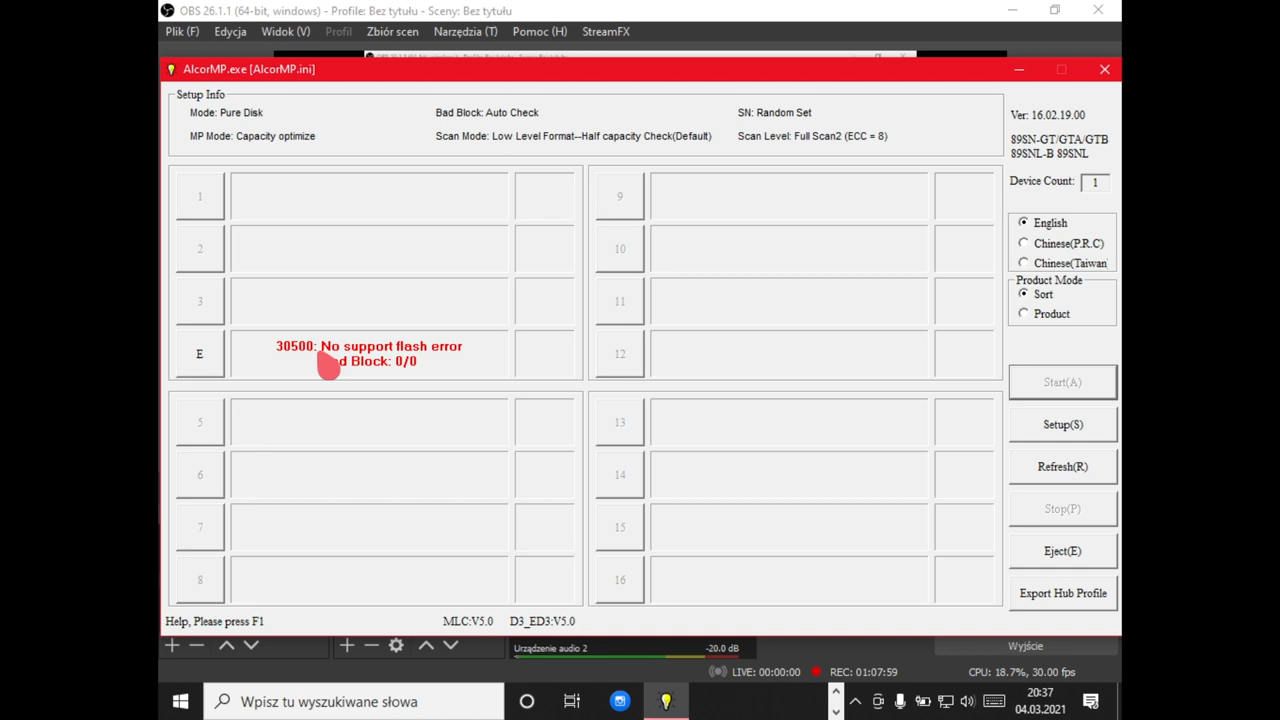 OBS 26.1.1 (64-bit, windows) - Profile: Bez tytułu - Sceny: Bez tytułu
Plik (F) Edycja Widok (V) Profil Zbiór scen Narzędzia (T) Pomoc (H) StreamFX
AlcorMP.exe [AlcorMP.ini]
Setup Info
Mode: Pure Disk Bad Block: Auto Check SN: Random Set
MP Mode: Capacity optimize Scan Mode: Low Level Format--Half capacity Check(Default) Scan Level: Full Scan2 (ECC = 8)
Ver: 16.02.19.00
89SN-GT/GTA/GTB
89SNL-B 89SNL
Device Count: 1
English
Chinese(P.R.C)
Chinese(Taiwan
Product Mode
Sort
Product
1 9
2 10
3 11
E 30500: No support flash error 12
Block: 0/0
5 13
6 14
7 15
8 16
Start(A)
Setup(S)
Refresh(R)
Stop(P)
Eject(E)
Export Hub Profile
Help, Please press F1 MLC:V5.0 D3_ED3:V5.0
Urządzenie audio 2 -20.0 dB Wyjście
LIVE: 00:00:00 REC: 01:07:59 CPU: 18.7%, 30.00 fps
Wpisz tu wyszukiwane słowa
20:37
04.03.2021